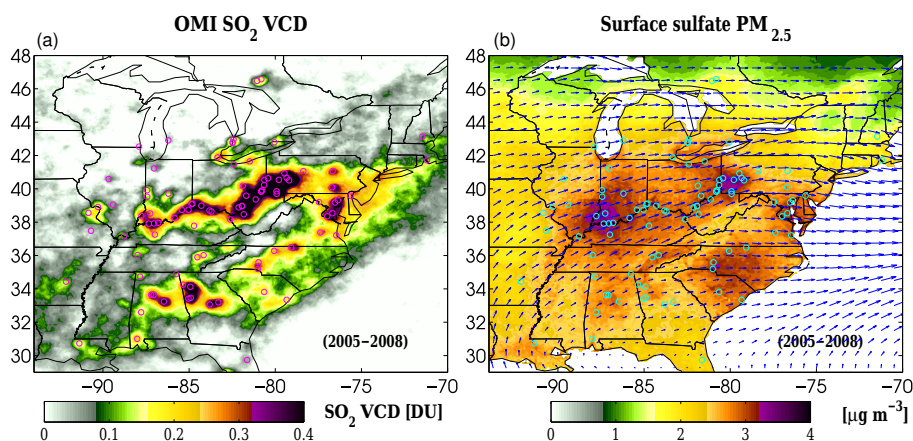 OMI SO2 VCD
(a)
48
46
44
42
40
38
36
34
32
30
(2005−2008)
−90 −85 −80 −75 −70
0 0.1 0.2 0.3 0.4
SO2 VCD [DU]
Surface sulfate PM2.5
(b)
48
46
44
42
40
38
36
34
32
30
(2005−2008)
−90 −85 −80 −75 −70
0 1 2 3 4
[μg m−3]